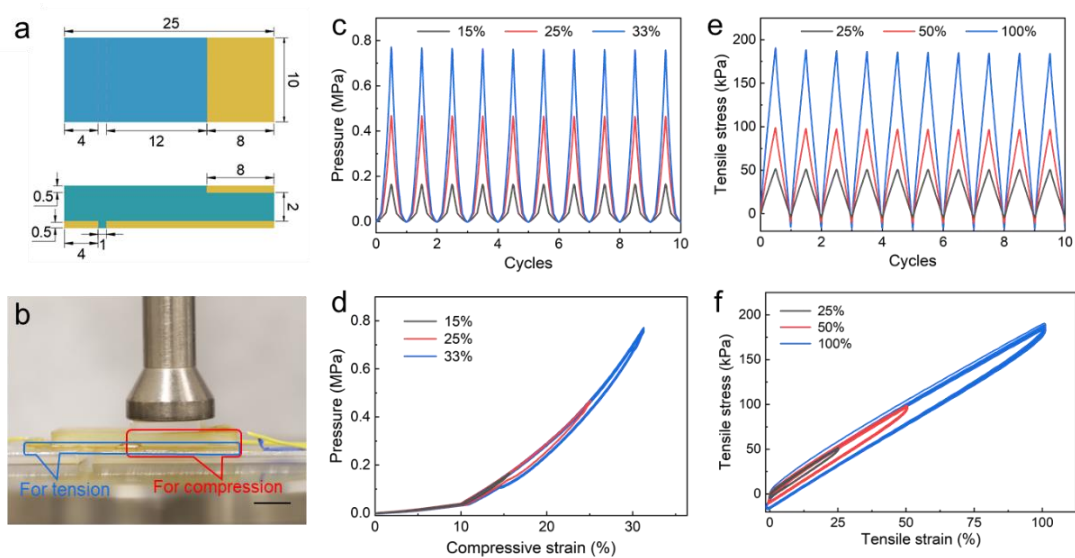 a
25
10
4
12
8
8
0.5
2
0.5
1
4
b
For tension
For compression
c
15% 25% 33%
Pressure (MPa)
0.8
0.6
0.4
0.2
0.0
0 2 4 6 8 10
Cycles
d
15%
25%
33%
Pressure (MPa)
0.8
0.6
0.4
0.2
0.0
0 10 20 30
Compressive strain (%)
e
25% 50% 100%
Tensile stress (kPa)
200
150
100
50
0
0 2 4 6 8 10
Cycles
f
25%
50%
100%
Tensile stress (kPa)
200
150
100
50
0
0 25 50 75 100
Tensile strain (%)